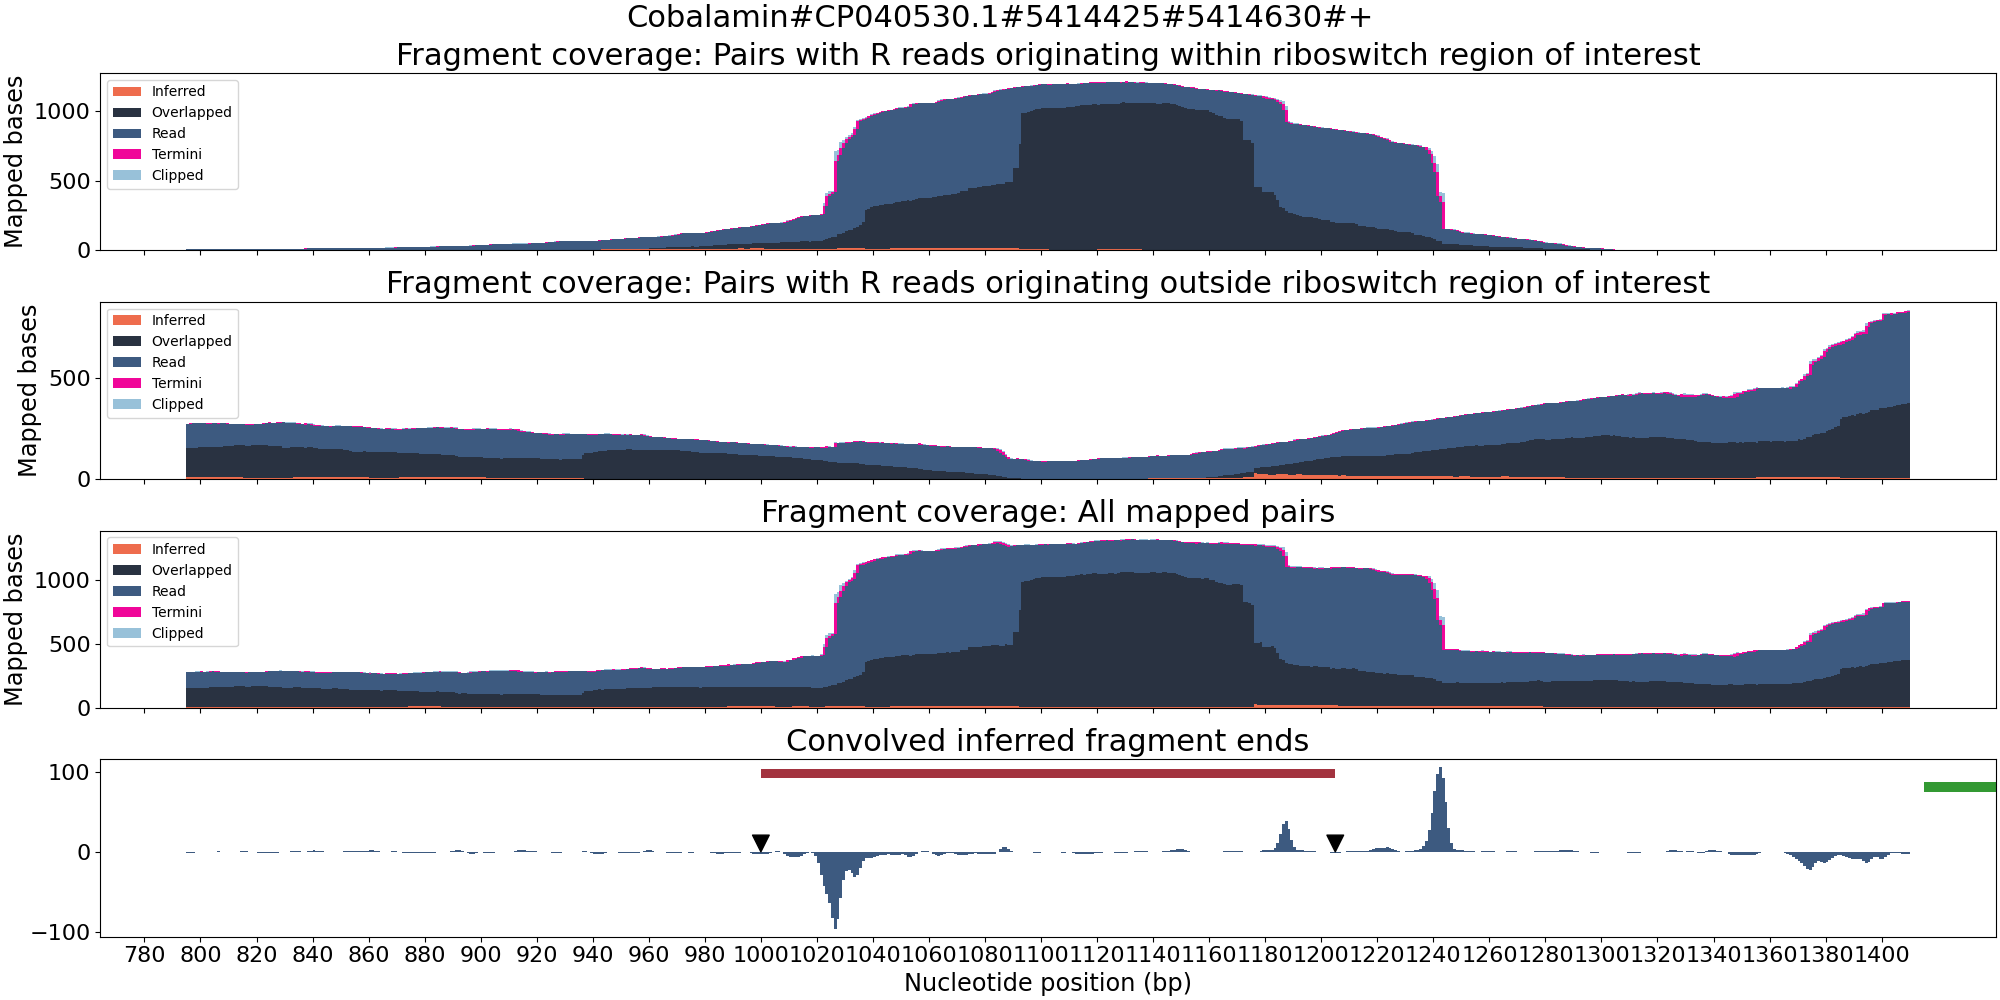 Cobalamin#CP040530.1#5414425#5414630#+
Fragment coverage: Pairs with R reads originating within riboswitch region of interest
Mapped bases
1000
500
0
Inferred
Overlapped
Read
Termini
Clipped
Fragment coverage: Pairs with R reads originating outside riboswitch region of interest
Mapped bases
500
0
Inferred
Overlapped
Read
Termini
Clipped
Fragment coverage: All mapped pairs
Mapped bases
1000
500
0
Inferred
Overlapped
Read
Termini
Clipped
Convolved inferred fragment ends
100
0
−100
780 800 820 840 860 880 900 920 940 960 980 1000 1020 1040 1060 1080 1100 1120 1140 1160 1180 1200 1220 1240 1260 1280 1300 1320 1340 1360 1380 1400
Nucleotide position (bp)